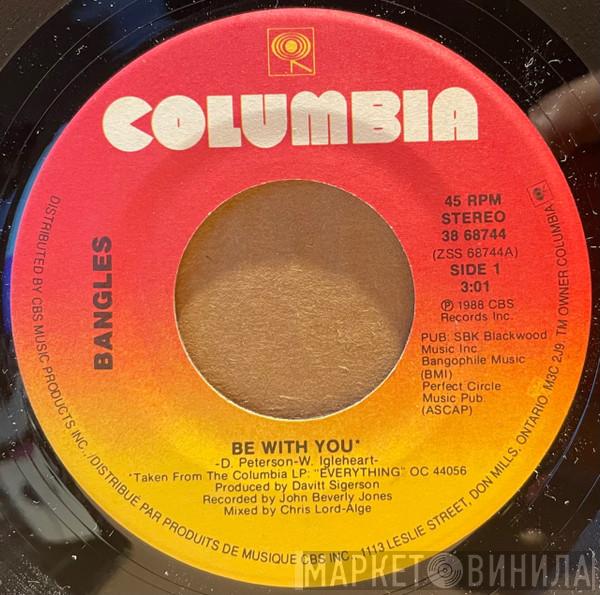 COLUMBIA
BANGLES
45 RPM
STEREO
38 68744
(ZSS 68744A)
SIDE 1
3:01
Ⓟ 1988 CBS
Records Inc.
PUB: SBK Blackwood
Music Inc.
Bangophile Music
(BMI)
Perfect Circle
Music Pub.
(ASCAP)
BE WITH YOU*
-D. Peterson-W. Igleheart-
*Taken From The Columbia LP: "EVERYTHING" OC 44056
Produced by Davitt Sigerson
Recorded by John Beverly Jones
Mixed by Chris Lord-Alge
DISTRIBUTED BY CBS MUSIC PRODUCTS INC./DISTRIBUÉ PAR PRODUITS DE MUSIQUE CBS INC. 1113 LESLIE STREET, DON MILLS, ONTARIO. M3C 2J9. TM OWNER COLUMBIA
МАРКЕТ ВИНИЛА